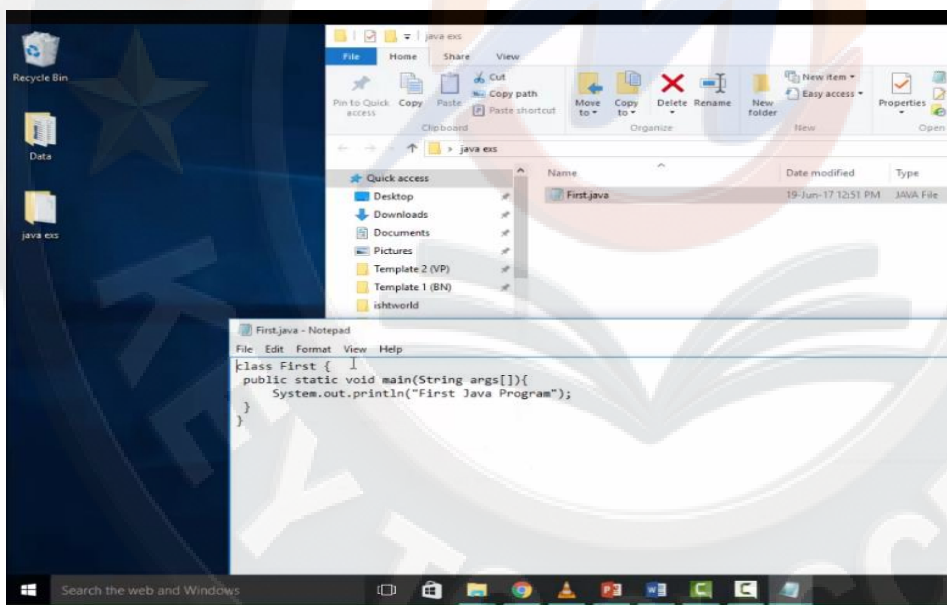 Recycle Bin
Data
java exs
java exs
File Home Share View
Pin to Quick access
Copy
Paste
Cut
Copy path
Paste shortcut
Clipboard
Move to
Copy to
Delete
Rename
Organize
New folder
New item
Easy access
New
Properties
Open
java exs
Quick access
Desktop
Downloads
Documents
Pictures
Template 2 (VP)
Template 1 (BN)
ishtworld
Name Date modified Type
First.java 19-Jun-17 12:51 PM JAVA File
First.java - Notepad
File Edit Format View Help
class First {
public static void main(String args[]){
System.out.println("First Java Program");
}
}
Search the web and Windows